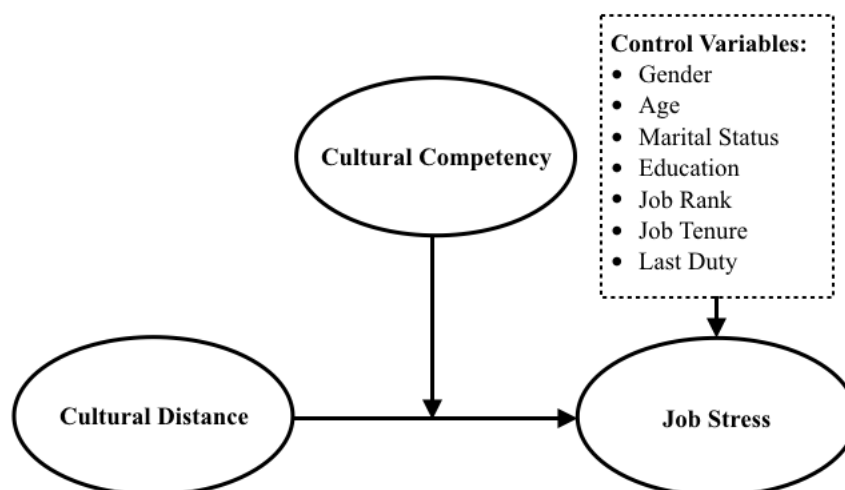 Control Variables:
• Gender
• Age
• Marital Status
• Education
• Job Rank
• Job Tenure
• Last Duty
Cultural Competency
Cultural Distance
Job Stress